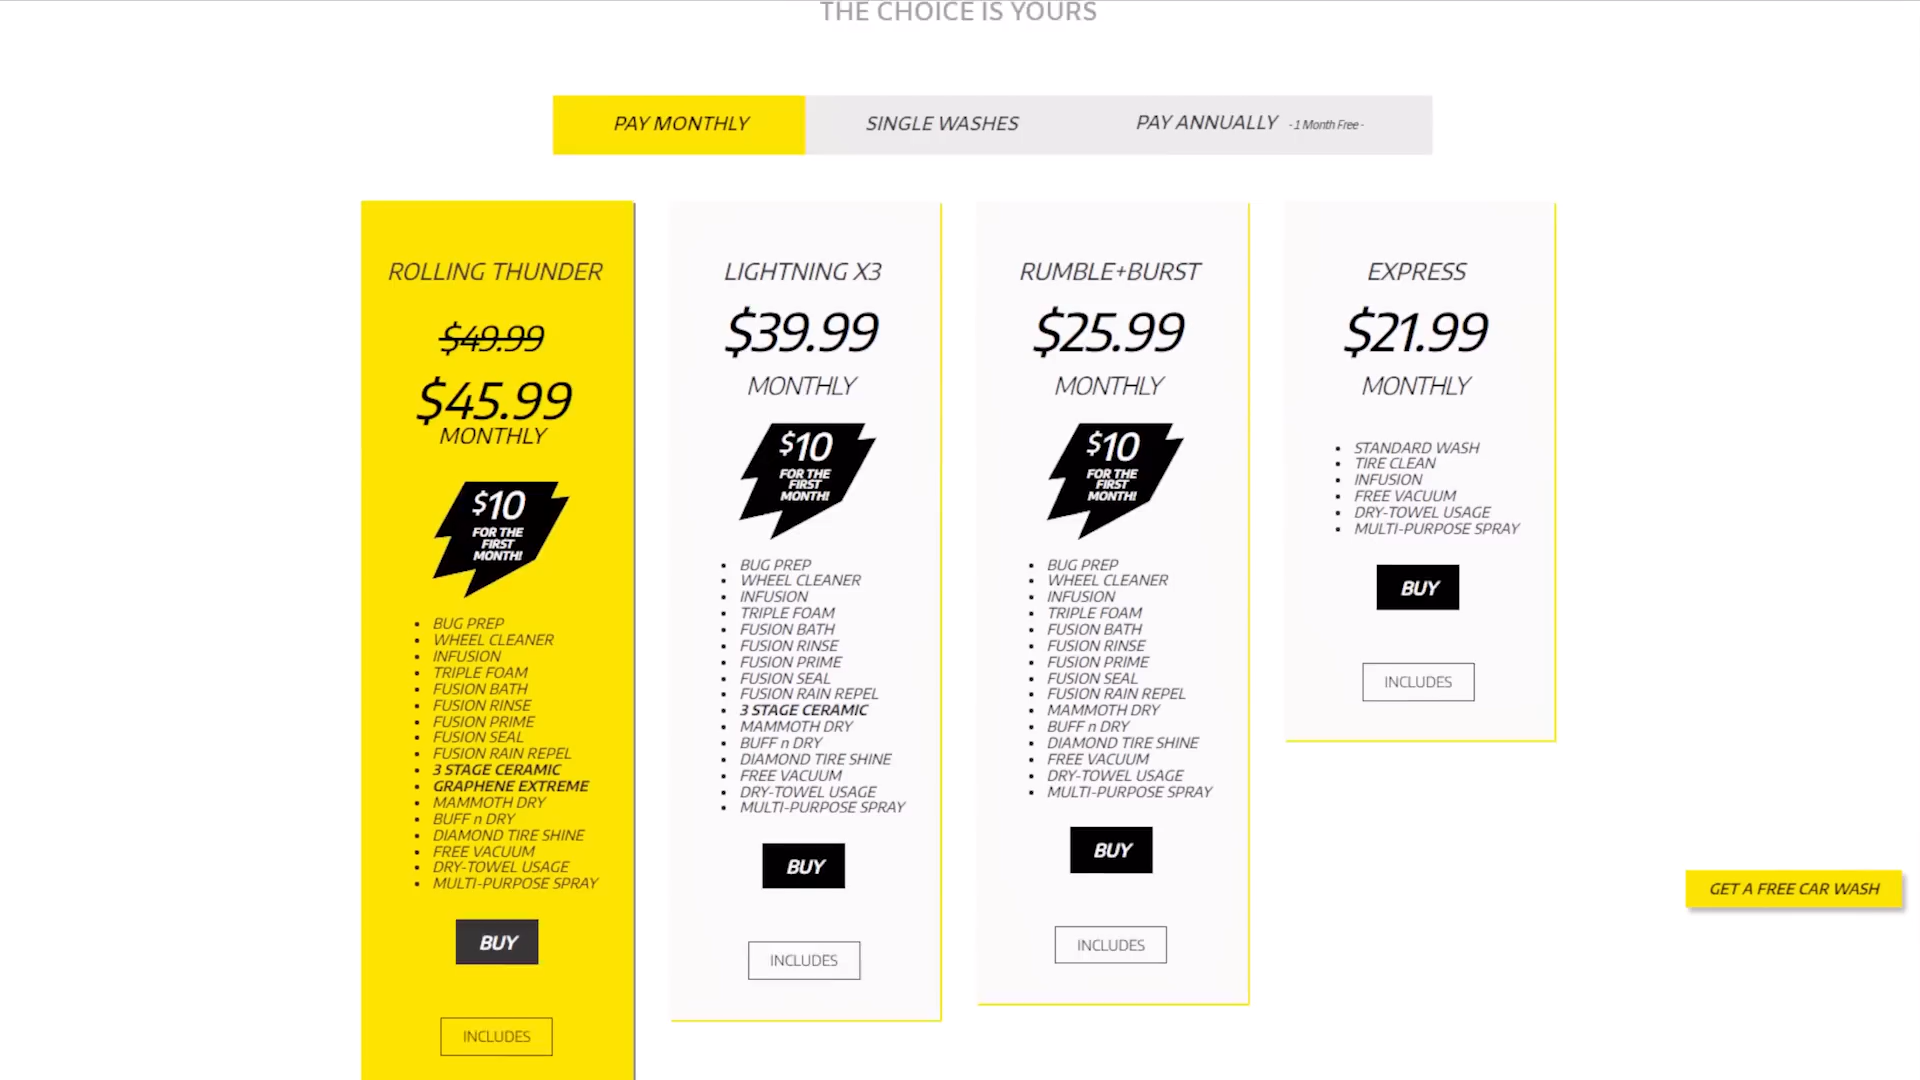 THE CHOICE IS YOURS
PAY MONTHLY
SINGLE WASHES
PAY ANNUALLY - 1 Month Free -
ROLLING THUNDER
$49.99
$45.99
MONTHLY
$10
FOR THE
FIRST
MONTH!
BUG PREP
WHEEL CLEANER
INFUSION
TRIPLE FOAM
FUSION BATH
FUSION RINSE
FUSION PRIME
FUSION SEAL
FUSION RAIN REPEL
3 STAGE CERAMIC
GRAPHENE EXTREME
MAMMOTH DRY
BUFF n DRY
DIAMOND TIRE SHINE
FREE VACUUM
DRY-TOWEL USAGE
MULTI-PURPOSE SPRAY
BUY
INCLUDES
LIGHTNING X3
$39.99
MONTHLY
$10
FOR THE
FIRST
MONTH!
BUG PREP
WHEEL CLEANER
INFUSION
TRIPLE FOAM
FUSION BATH
FUSION RINSE
FUSION PRIME
FUSION SEAL
FUSION RAIN REPEL
3 STAGE CERAMIC
MAMMOTH DRY
BUFF n DRY
DIAMOND TIRE SHINE
FREE VACUUM
DRY-TOWEL USAGE
MULTI-PURPOSE SPRAY
BUY
INCLUDES
RUMBLE+BURST
$25.99
MONTHLY
$10
FOR THE
FIRST
MONTH!
BUG PREP
WHEEL CLEANER
INFUSION
TRIPLE FOAM
FUSION BATH
FUSION RINSE
FUSION PRIME
FUSION SEAL
FUSION RAIN REPEL
MAMMOTH DRY
BUFF n DRY
DIAMOND TIRE SHINE
FREE VACUUM
DRY-TOWEL USAGE
MULTI-PURPOSE SPRAY
BUY
INCLUDES
EXPRESS
$21.99
MONTHLY
STANDARD WASH
TIRE CLEAN
INFUSION
FREE VACUUM
DRY-TOWEL USAGE
MULTI-PURPOSE SPRAY
BUY
INCLUDES
GET A FREE CAR WASH